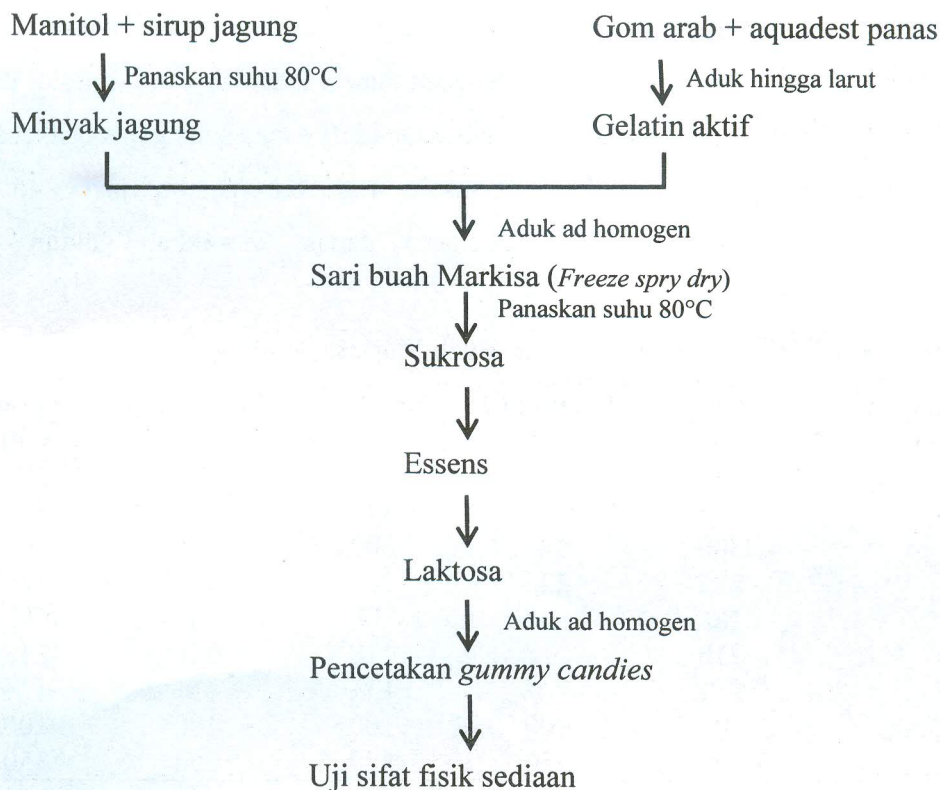 Manitol + sirup jagung
Gom arab + aquadest panas
Panaskan suhu 80°C
Aduk hingga larut
Minyak jagung
Gelatin aktif
Aduk ad homogen
Sari buah Markisa (Freeze spry dry)
Panaskan suhu 80°C
Sukrosa
Essens
Laktosa
Aduk ad homogen
Pencetakan gummy candies
Uji sifat fisik sediaan